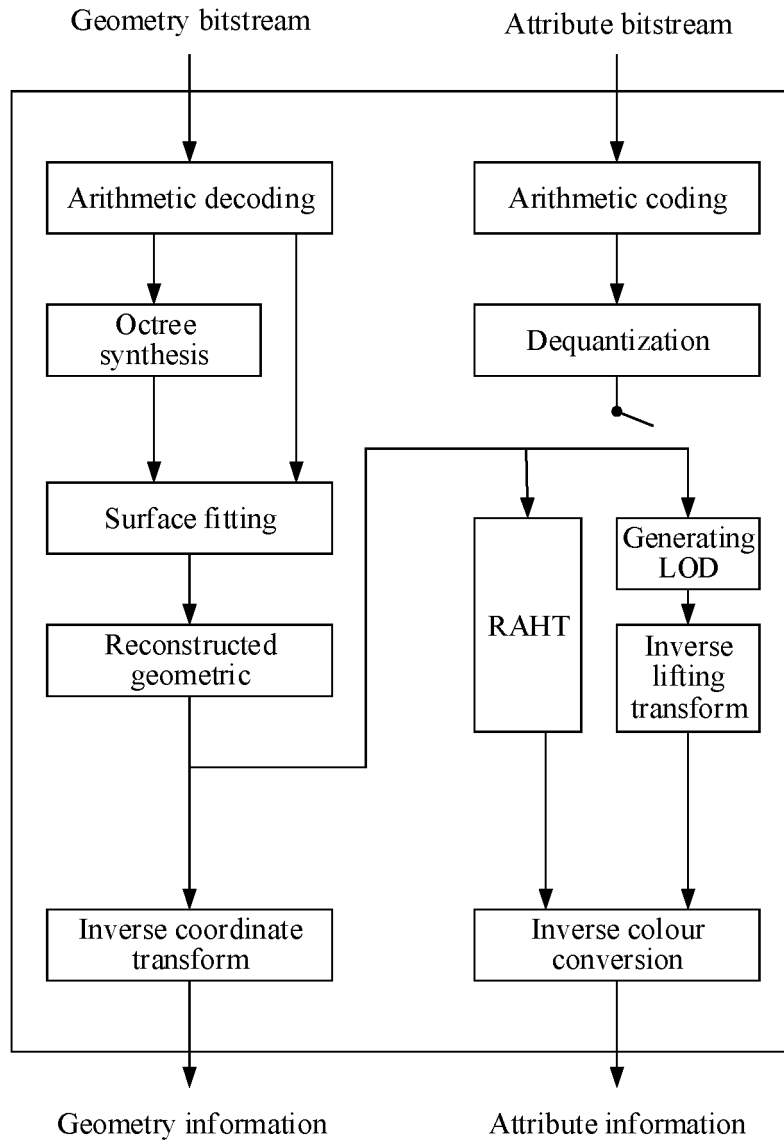 Geometry bitstream
Attribute bitstream
Arithmetic decoding
Arithmetic coding
Octree
synthesis
Dequantization
Surface fitting
Generating
LOD
RAHT
Reconstructed
geometric
Inverse
lifting
transform
Inverse coordinate
transform
Inverse colour
conversion
Geometry information
Attribute information